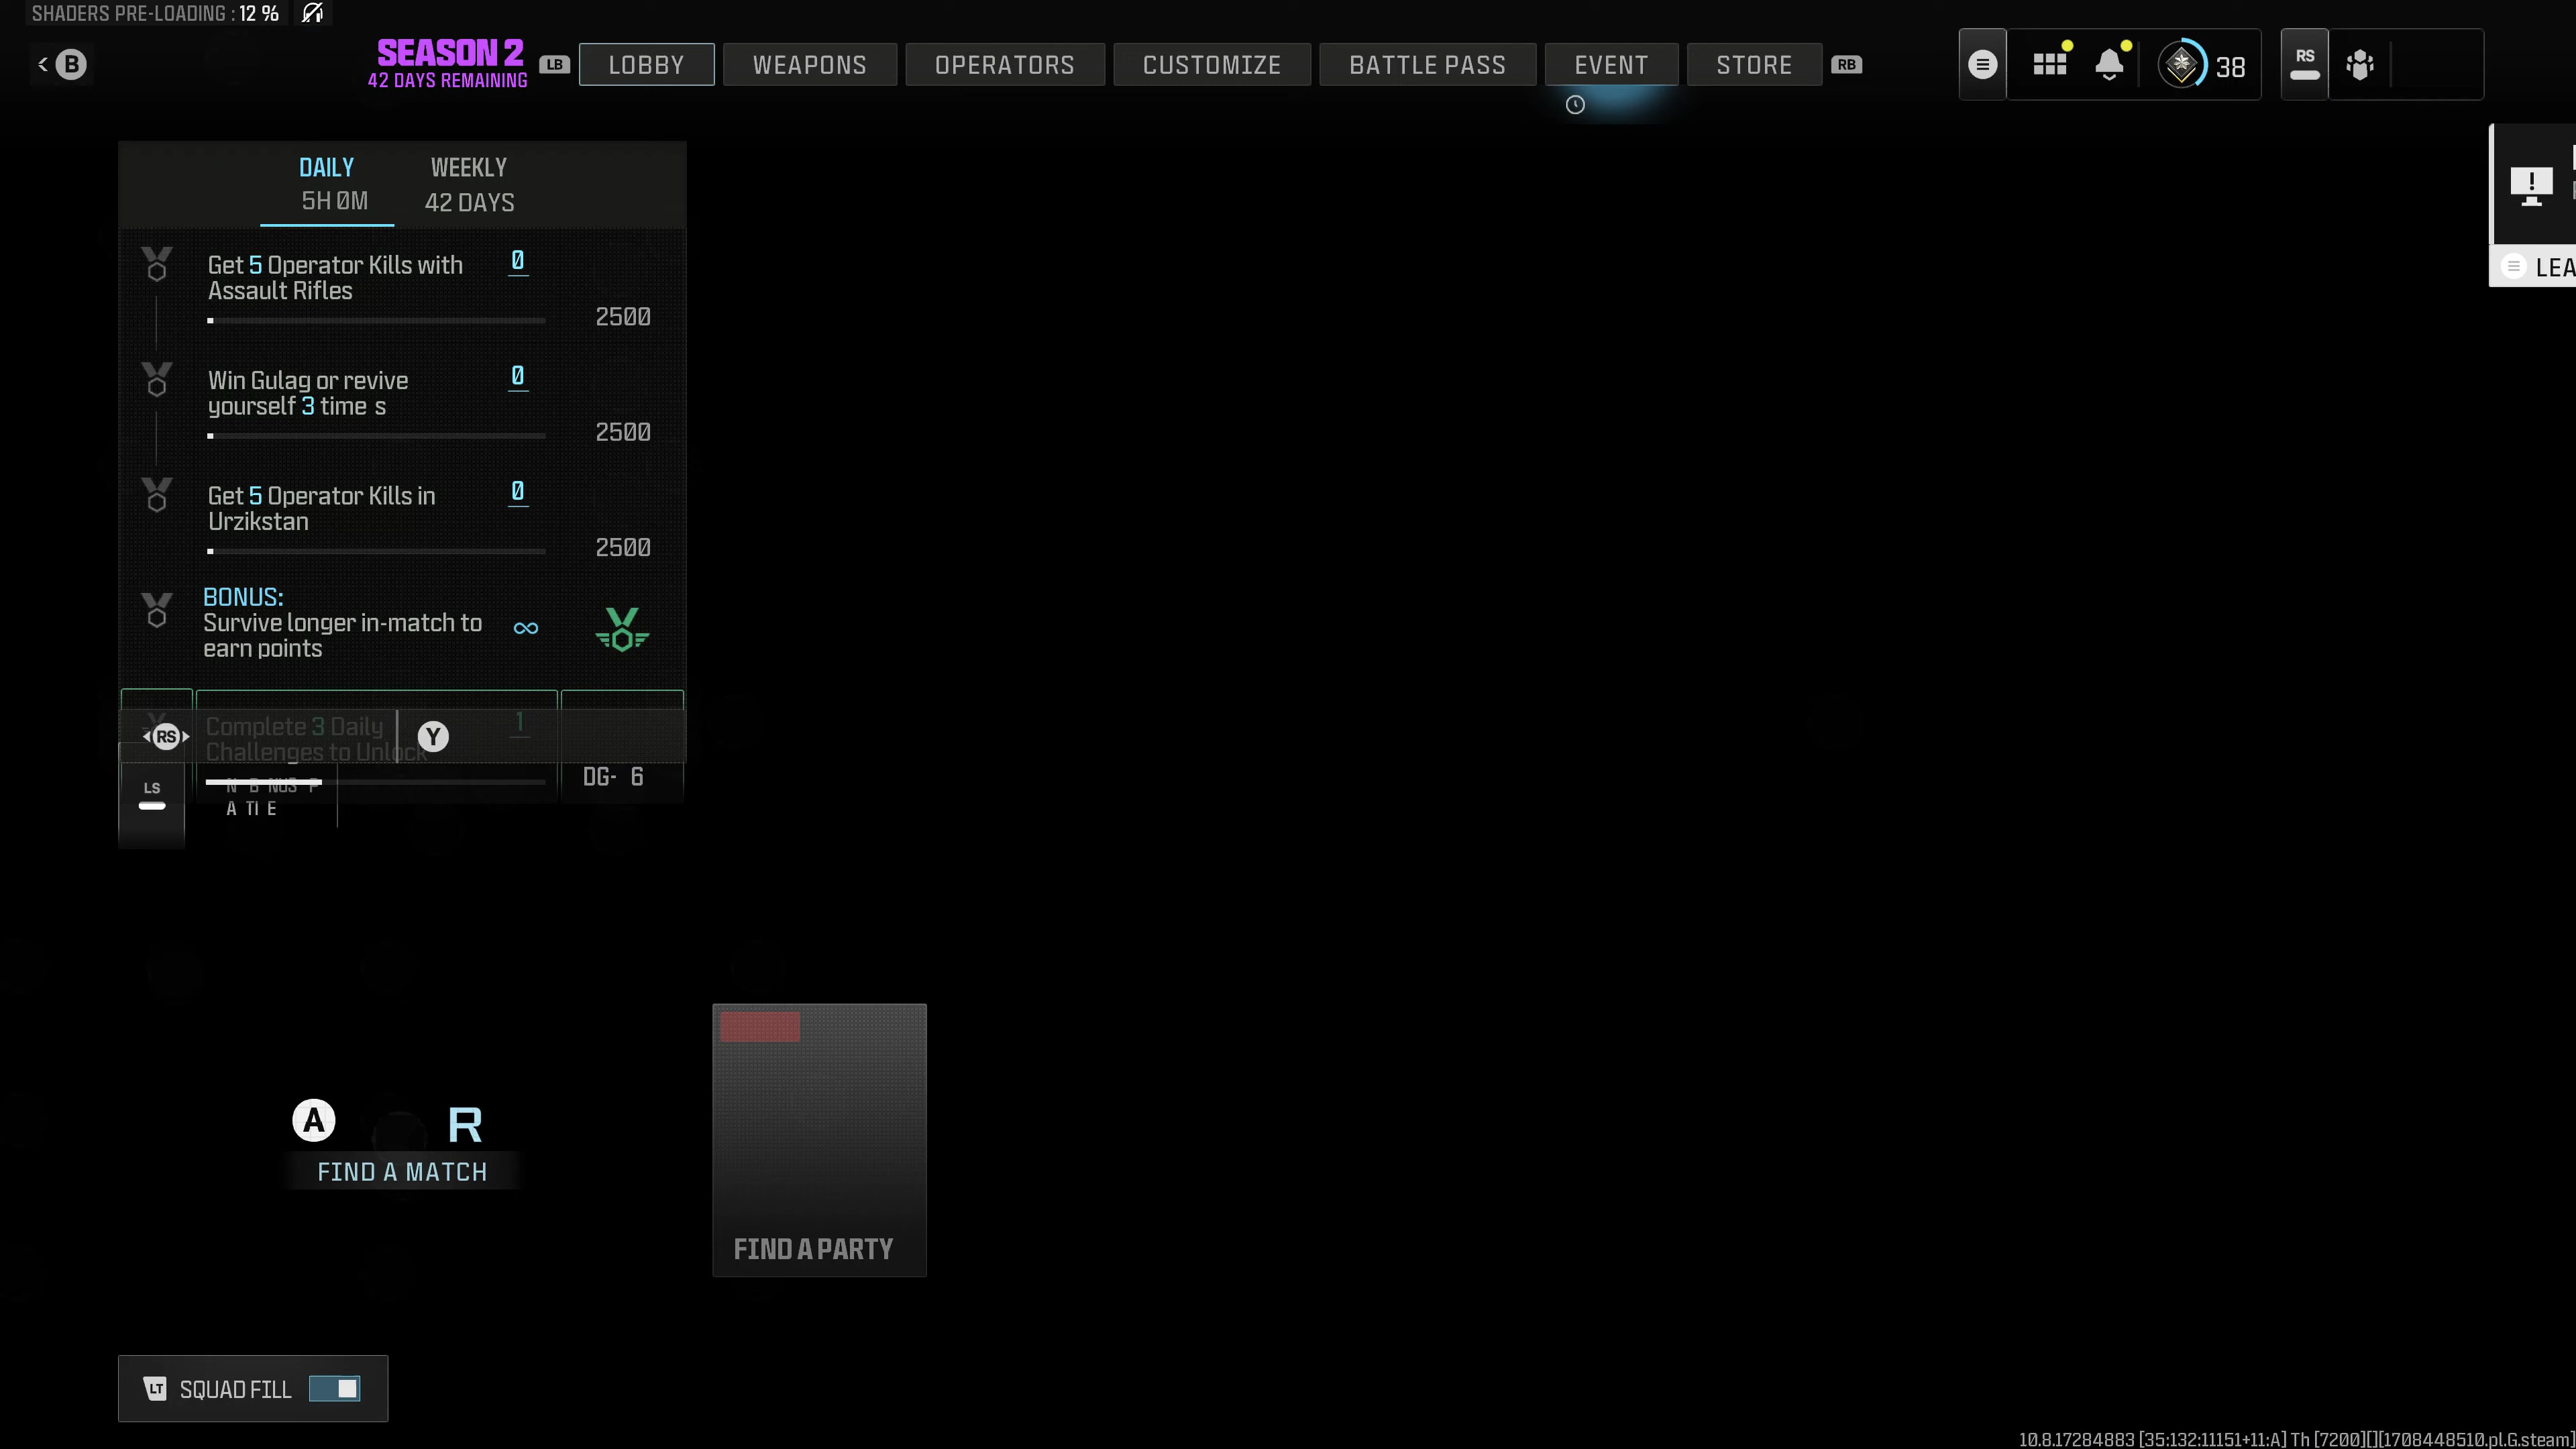 SHADERS PRE-LOADING : 12 %
B
SEASON 2
42 DAYS REMAINING
LB
LOBBY
WEAPONS
OPERATORS
CUSTOMIZE
BATTLE PASS
EVENT
STORE
RB
38
RS
DAILY
5H 0M
WEEKLY
42 DAYS
Get 5 Operator Kills with
Assault Rifles
0
2500
Win Gulag or revive
yourself 3 time s
0
2500
Get 5 Operator Kills in
Urzikstan
0
2500
BONUS:
Survive longer in-match to
earn points
∞
Complete 3 Daily
Challenges to Unlock
1
RS
Y
DG- 6
LS
A TI E
LEA
A
R
FIND A MATCH
FIND A PARTY
LT
SQUAD FILL
10.8.17284883 [35:132:11151+11:A] Th [7200][][1708448510.pl.G.steam]